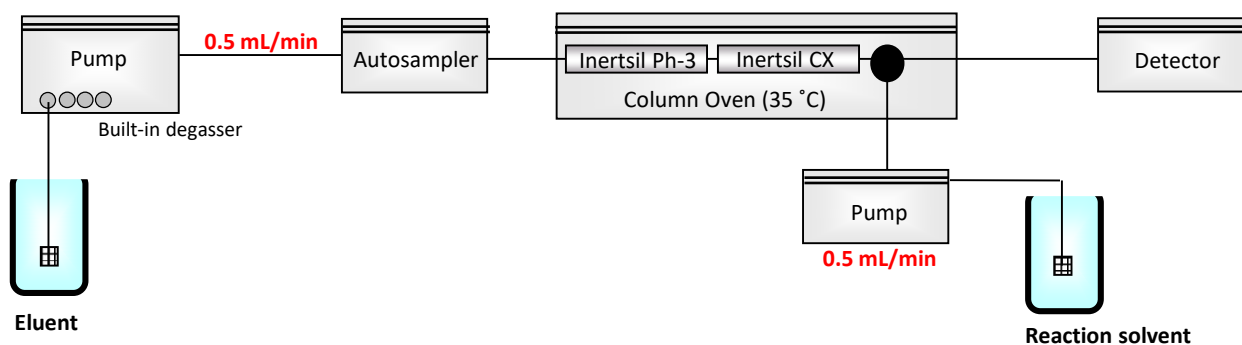 0.5 mL/min
Pump
Autosampler
Inertsil Ph-3
Inertsil CX
Detector
Column Oven (35 ˚C)
Built-in degasser
Pump
0.5 mL/min
Eluent
Reaction solvent